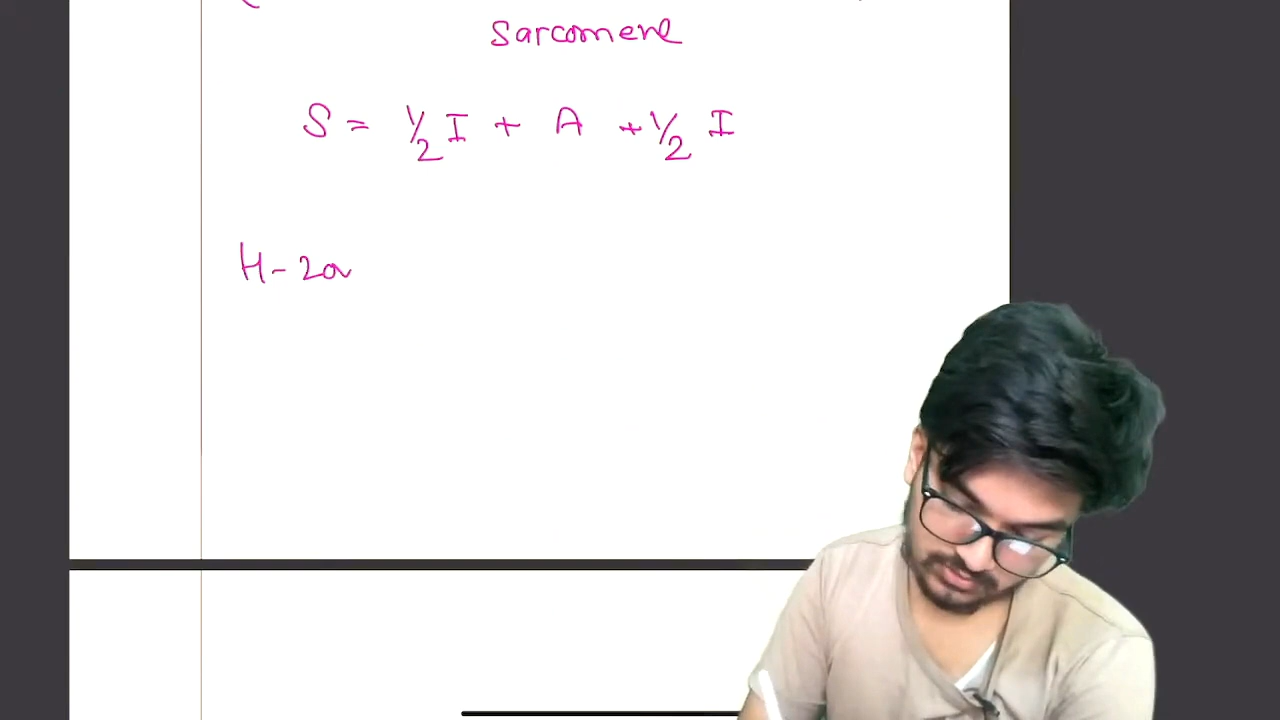 Sarcomere
S = 1/2 I + A + 1/2 I
H-Zo